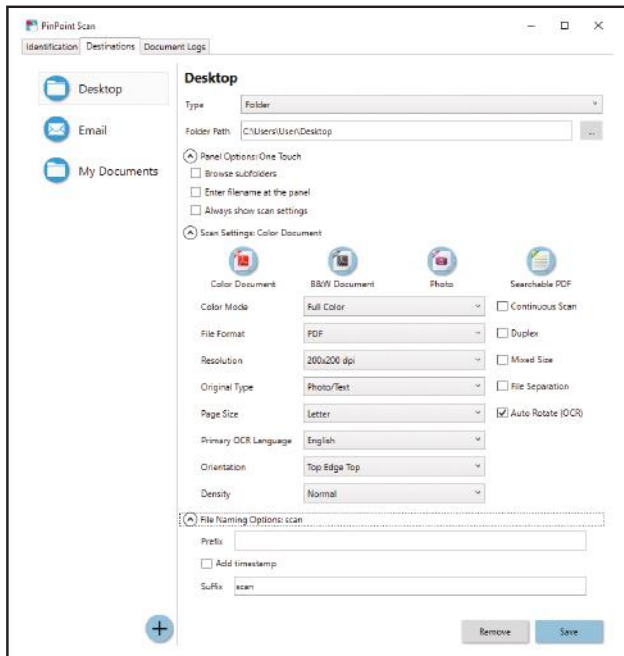 PinPoint Scan
Identification Destinations Document Logs
Desktop
Email
My Documents
Desktop
Type Folder
Folder Path C:\Users\User\Desktop ...
Panel Options: One Touch
Browse subfolders
Enter filename at the panel
Always show scan settings
Scan Settings: Color Document
Color Document B&W Document Photo Searchable PDF
Color Mode Full Color Continuous Scan
File Format PDF Duplex
Resolution 200x200 dpi Mixed Size
Original Type Photo/Text File Separation
Page Size Letter Auto Rotate (OCR)
Primary OCR Language English
Orientation Top Edge Top
Density Normal
File Naming Options: scan
Prefix
Add timestamp
Suffix scan
Remove Save